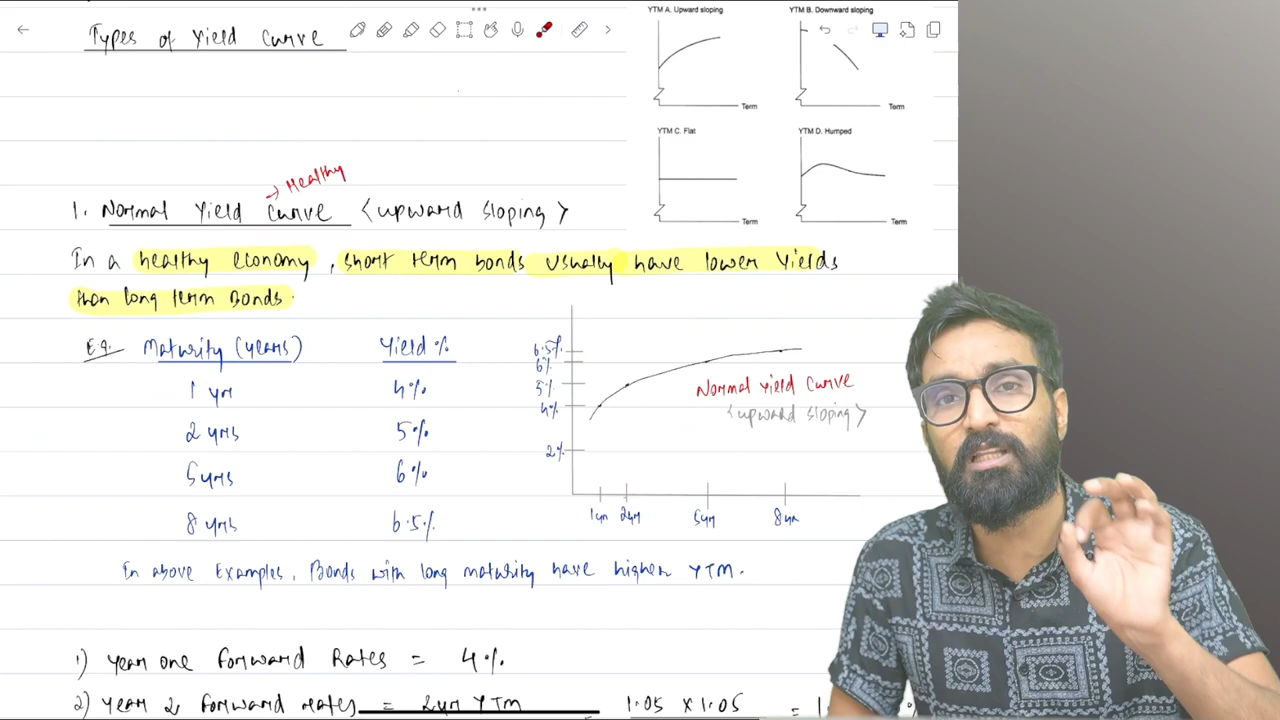 Types of Yield Curve
YTM A. Upward sloping
Term
YTM B. Downward sloping
Term
YTM C. Flat
Term
YTM D. Humped
Term
→ Healthy
1. Normal Yield Curve <upward sloping>
In a healthy economy, short term bonds usually have lower yields
than long term Bonds.
E.g. Maturity (years) Yield %
1 yr 4%
2 yrs 5%
5 yrs 6%
8 yrs 6.5%
6.5%
6%
5%
4%
2%
Normal Yield Curve
<upward sloping>
1yr 2yr 5yr 8yr
In above Examples, Bonds with long maturity have higher YTM.
1) Year one forward Rates = 4%
2) Year 2 forward rates = 2yr YTM = 1.05 x 1.05 =